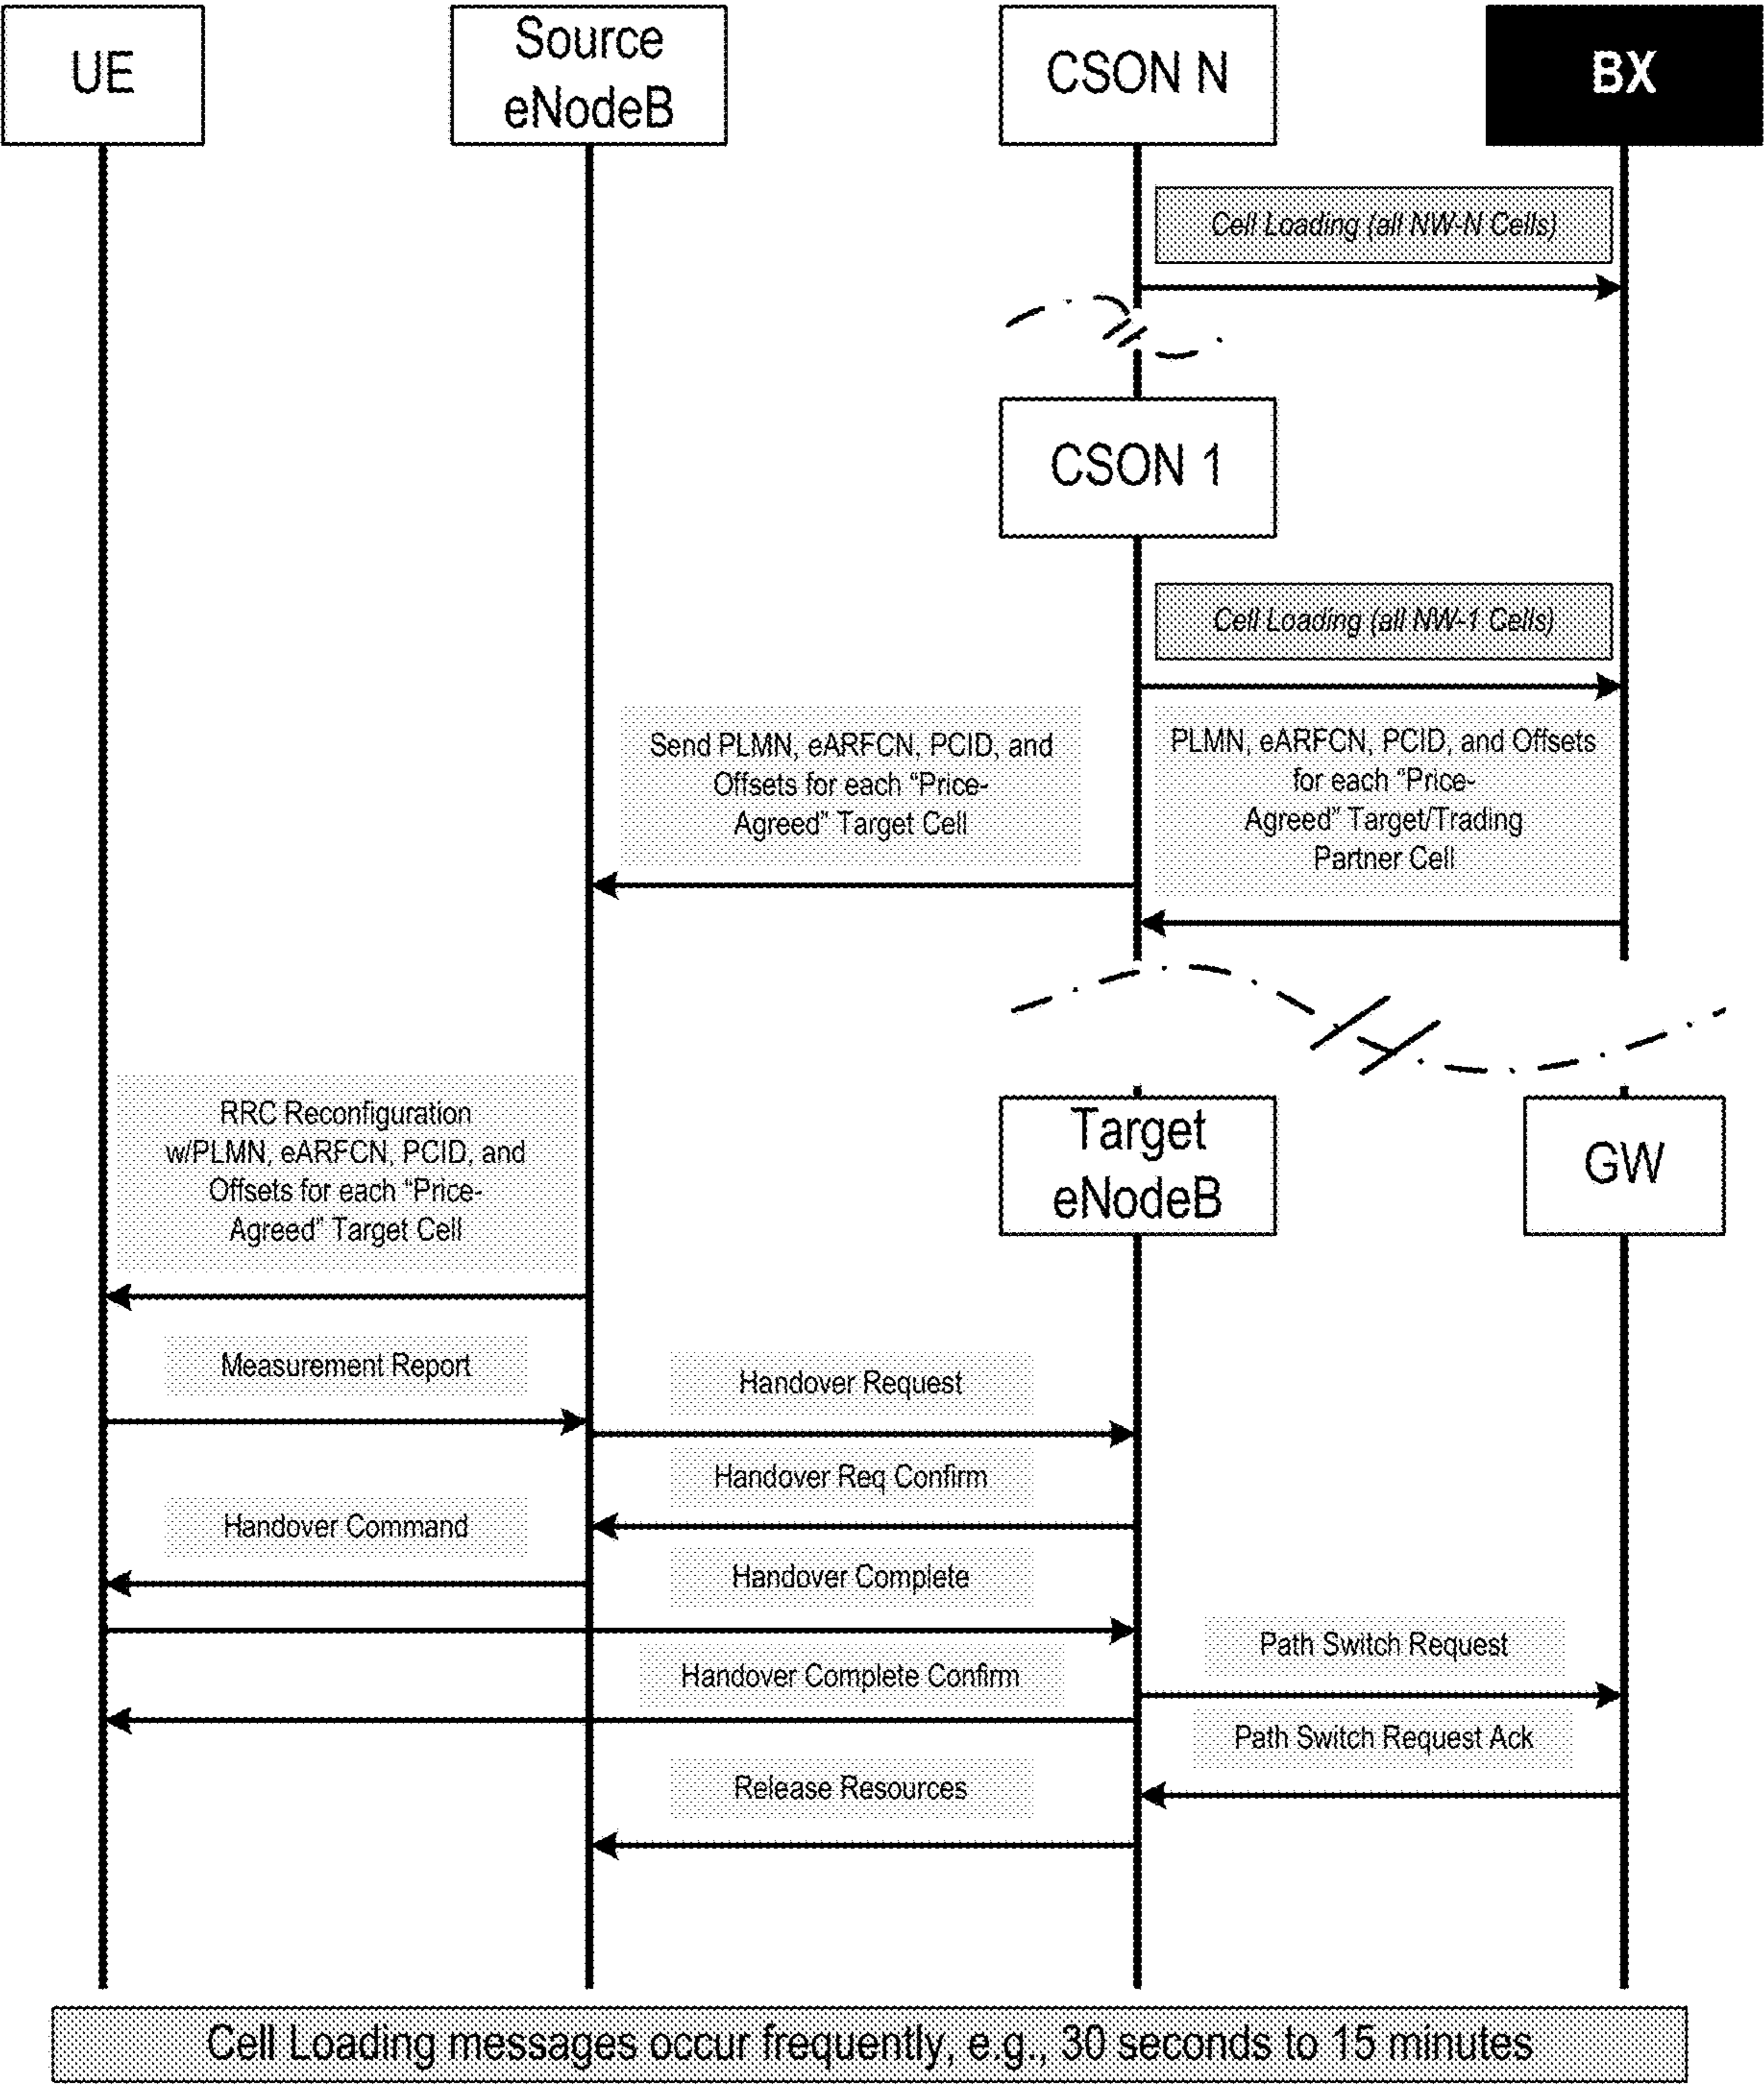 UE
Source
eNodeB
CSON N
BX
Cell Loading (all NW-N Cells)
CSON 1
Cell Loading (all NW-1 Cells)
Send PLMN, eARFCN, PCID, and
Offsets for each “Price-
Agreed” Target Cell
PLMN, eARFCN, PCID, and Offsets
for each “Price-
Agreed” Target/Trading
Partner Cell
RRC Reconfiguration
w/PLMN, eARFCN, PCID, and
Offsets for each “Price-
Agreed” Target Cell
Target
eNodeB
GW
Measurement Report
Handover Request
Handover Req Confirm
Handover Command
Handover Complete
Path Switch Request
Handover Complete Confirm
Path Switch Request Ack
Release Resources
Cell Loading messages occur frequently, e.g., 30 seconds to 15 minutes